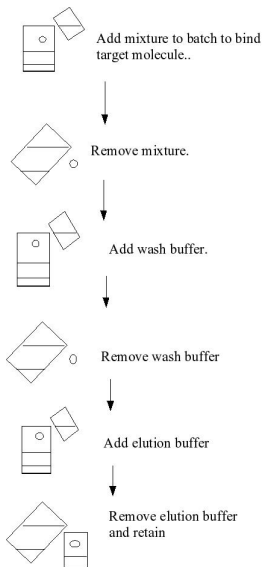 Add mixture to batch to bind
target molecule..
Remove mixture.
Add wash buffer.
Remove wash buffer
Add elution buffer
Remove elution buffer
and retain